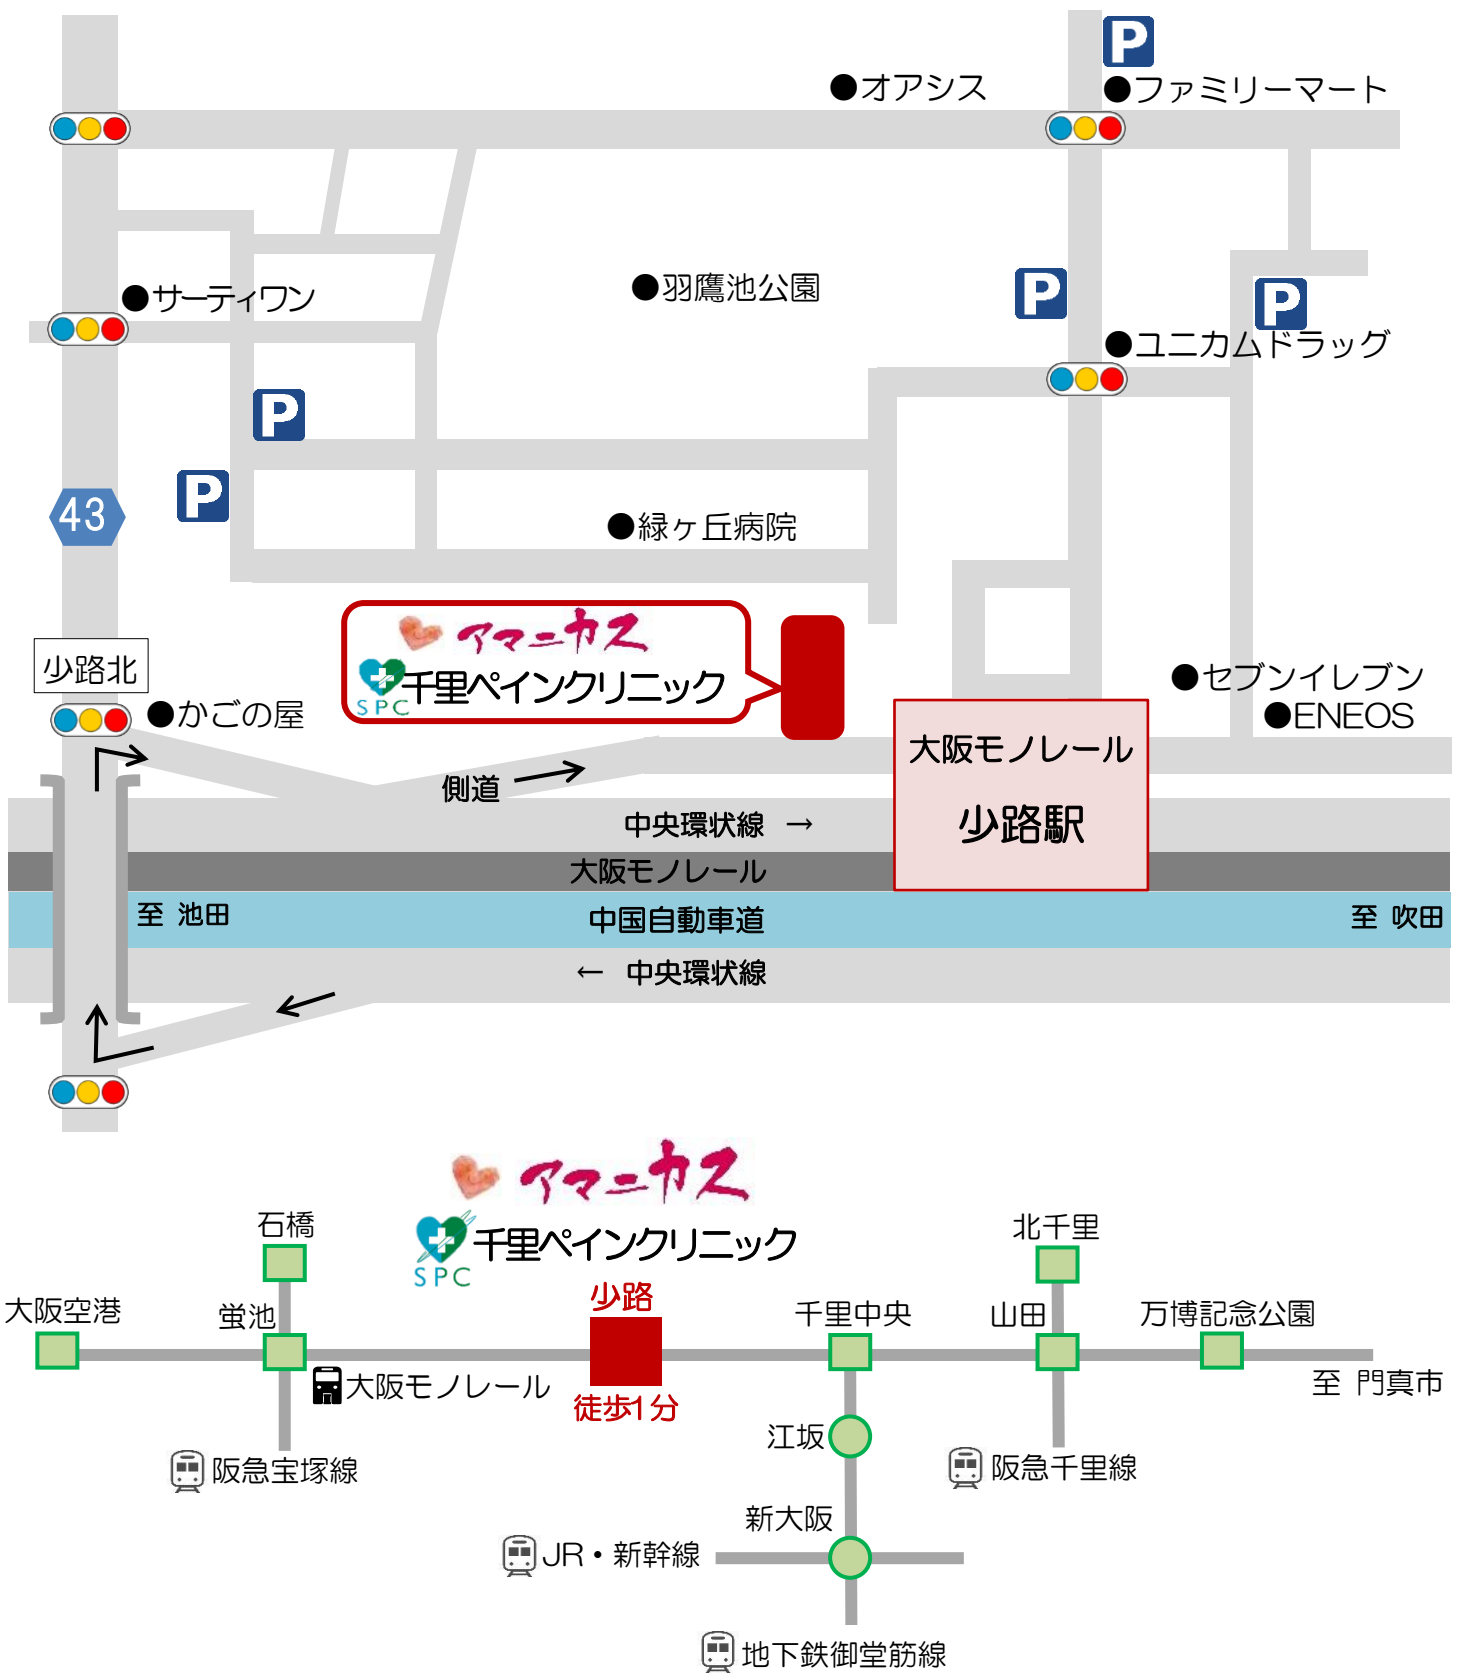 P
●オアシス
●ファミリーマート
●サーティワン
●羽鷹池公園
P
P
●ユニカムドラッグ
P
P
43
●緑ヶ丘病院
アマニカス
千里ペインクリニック
SPC
少路北
●かごの屋
●セブンイレブン
●ENEOS
大阪モノレール
少路駅
側道
中央環状線 →
大阪モノレール
至 池田
中国自動車道
至 吹田
← 中央環状線
アマニカス
千里ペインクリニック
SPC
石橋
北千里
大阪空港
蛍池
少路
千里中央
山田
万博記念公園
大阪モノレール
徒歩1分
至 門真市
江坂
阪急宝塚線
阪急千里線
新大阪
JR・新幹線
地下鉄御堂筋線